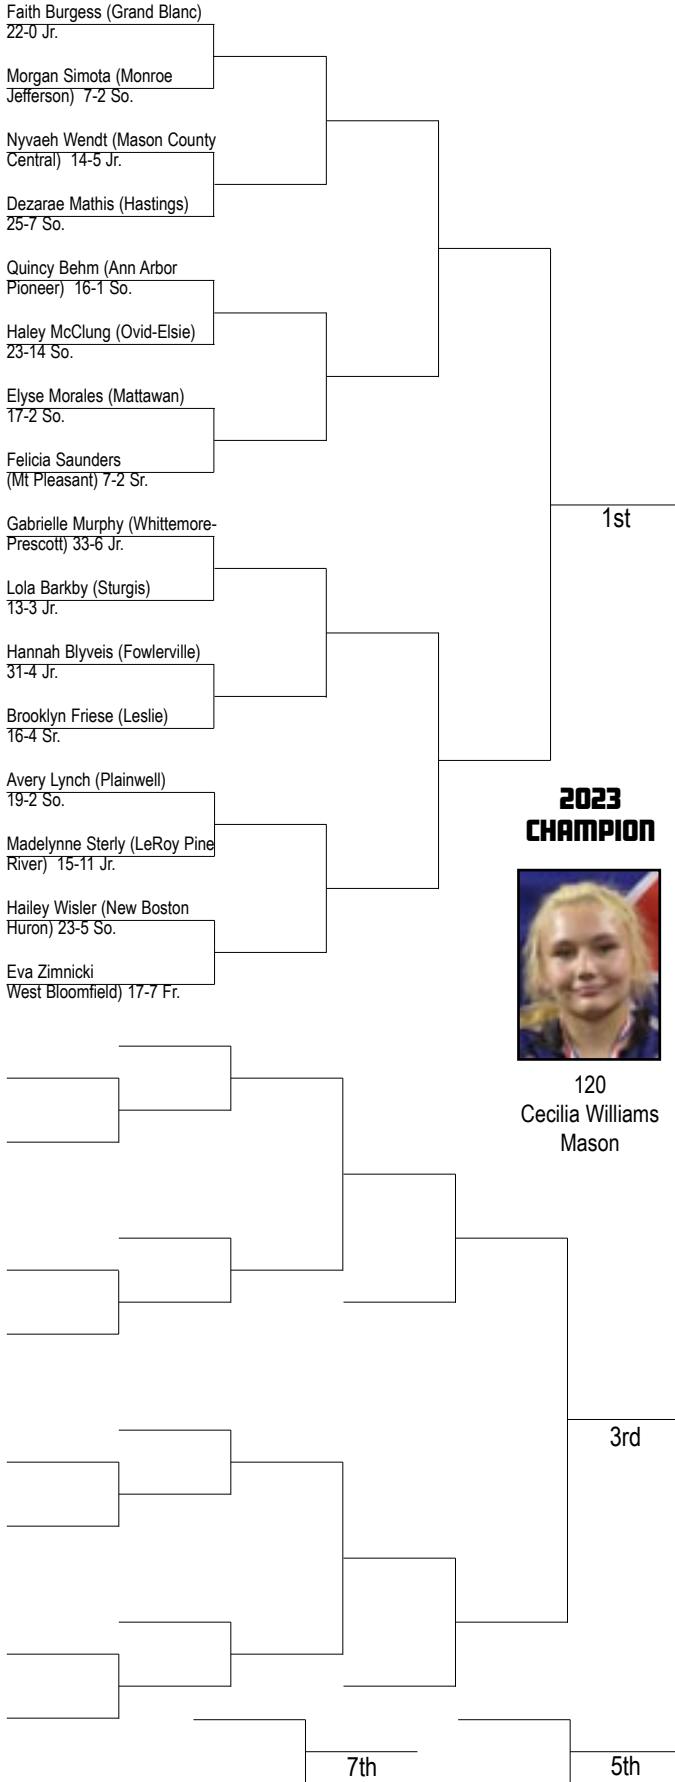 Faith Burgess (Grand Blanc)
22-0 Jr.
Morgan Simota (Monroe
Jefferson) 7-2 So.
Nyvaeh Wendt (Mason County
Central) 14-5 Jr.
Dezarae Mathis (Hastings)
25-7 So.
Quincy Behm (Ann Arbor
Pioneer) 16-1 So.
Haley McClung (Ovid-Elsie)
23-14 So.
Elyse Morales (Mattawan)
17-2 So.
Felicia Saunders
(Mt Pleasant) 7-2 Sr.
Gabrielle Murphy (Whittemore-
Prescott) 33-6 Jr.
Lola Barkby (Sturgis)
13-3 Jr.
Hannah Blyveis (Fowlerville)
31-4 Jr.
Brooklyn Friese (Leslie)
16-4 Sr.
Avery Lynch (Plainwell)
19-2 So.
Madelynne Sterly (LeRoy Pine
River) 15-11 Jr.
Hailey Wisler (New Boston
Huron) 23-5 So.
Eva Zimnicki
West Bloomfield) 17-7 Fr.
1st
2023
CHAMPION
120
Cecilia Williams
Mason
3rd
7th
5th